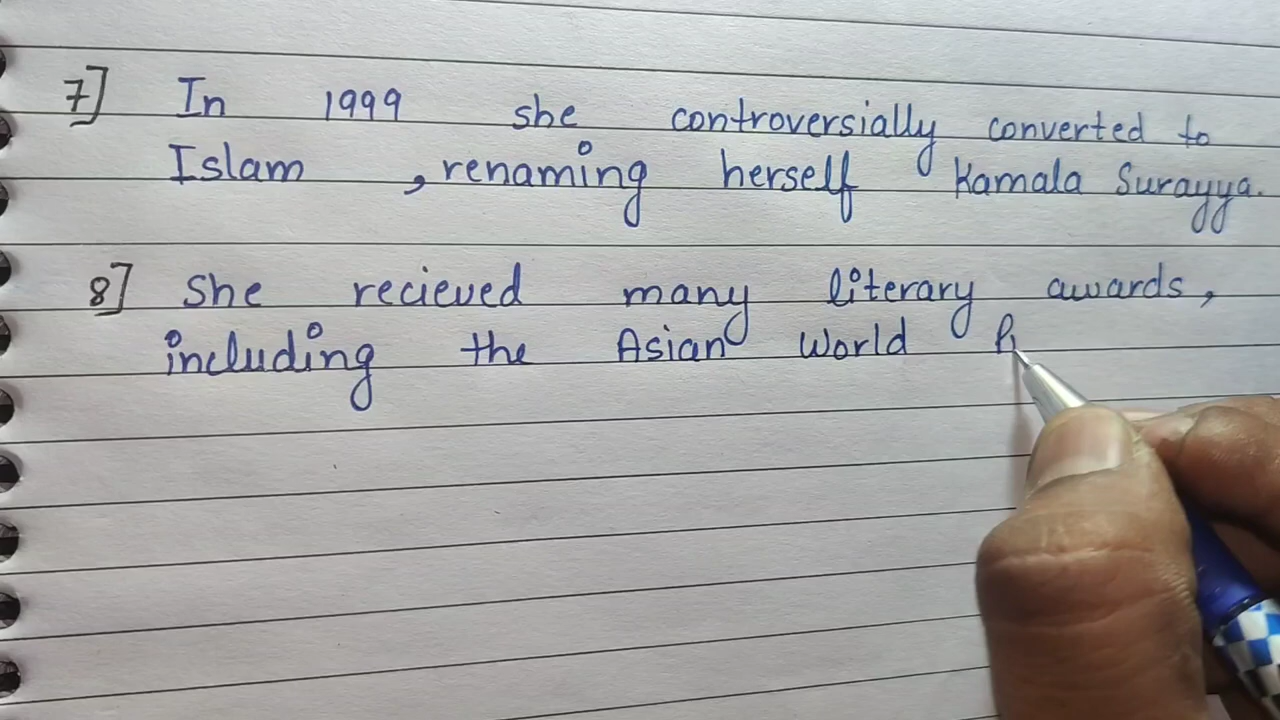 7] In 1999 she controversially converted to
Islam , renaming herself Kamala Surayya.
8] She recieved many literary awards,
including the Asian World